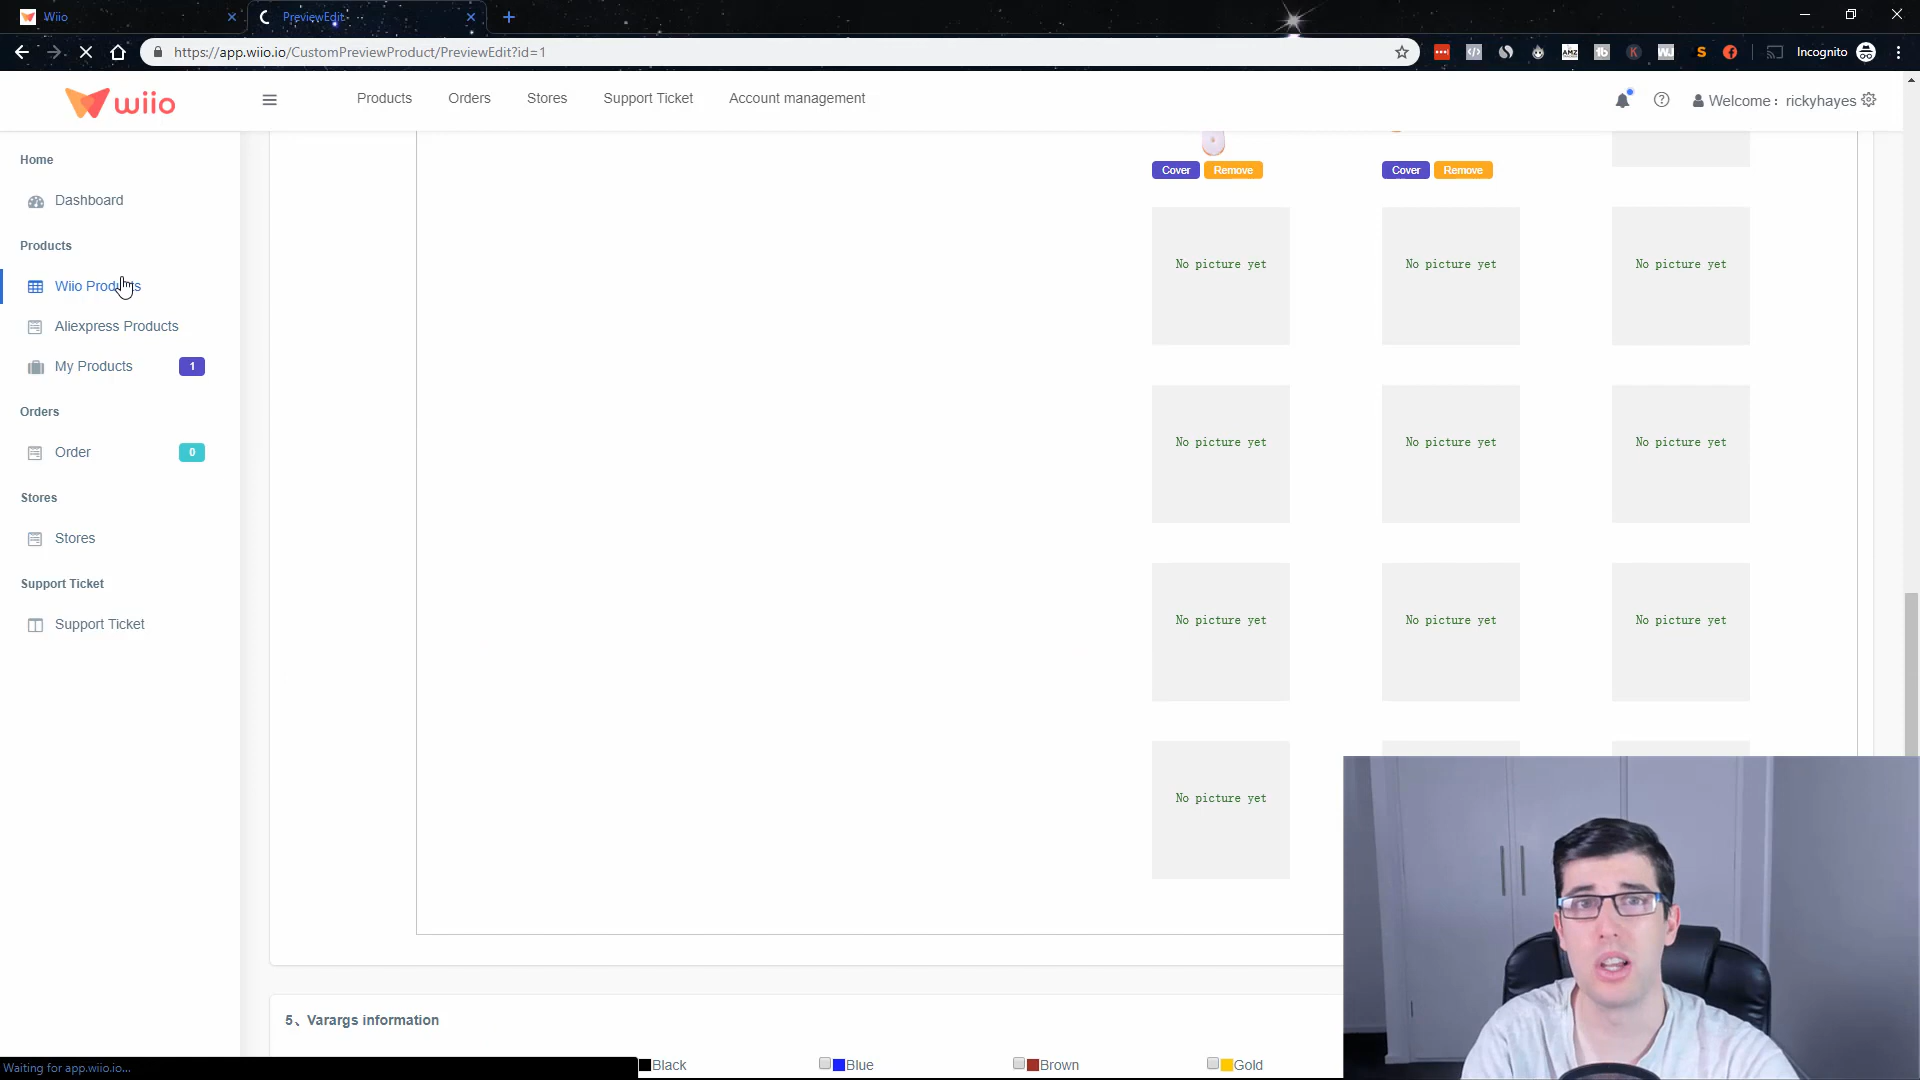 Wiio
PreviewEdit
https://app.wiio.io/CustomPreviewProduct/PreviewEdit?id=1
Incognito
wiio
Products
Orders
Stores
Support Ticket
Account management
Welcome : rickyhayes
Home
Dashboard
Products
Wiio Products
Aliexpress Products
My Products 1
Orders
Order 0
Stores
Stores
Support Ticket
Support Ticket
Cover Remove Cover Remove
No picture yet No picture yet No picture yet
No picture yet No picture yet No picture yet
No picture yet No picture yet No picture yet
No picture yet
5、Varargs information
Black Blue Brown Gold
Waiting for app.wiio.io...